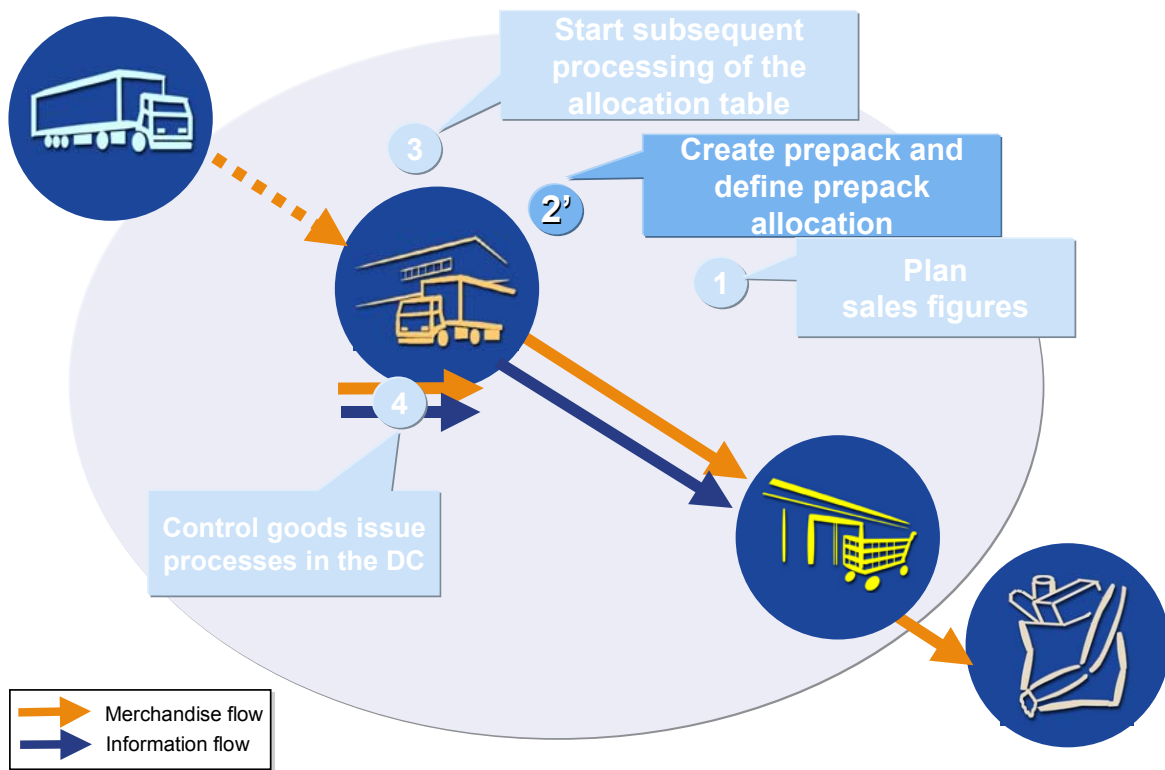 Start subsequent
processing of the
allocation table
3
Create prepack and
define prepack
allocation
2’
Plan
sales figures
1
4
Control goods issue
processes in the DC
Merchandise flow
Information flow